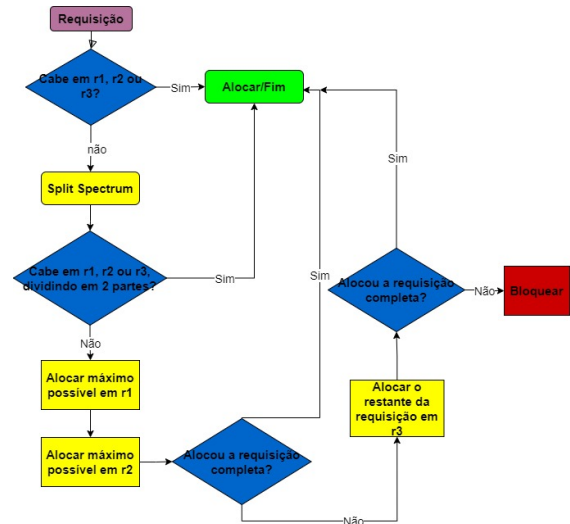 Requisição
Cabe em r1, r2 ou
r3?
Sim
Alocar/Fim
não
Split Spectrum
Cabe em r1, r2 ou r3,
dividindo em 2 partes?
Sim
Não
Alocar máximo
possível em r1
Alocar máximo
possível em r2
Alocou a requisição
completa?
Sim
Não
Alocar o
restante da
requisição em
r3
Alocou a requisição
completa?
Sim
Não
Bloquear